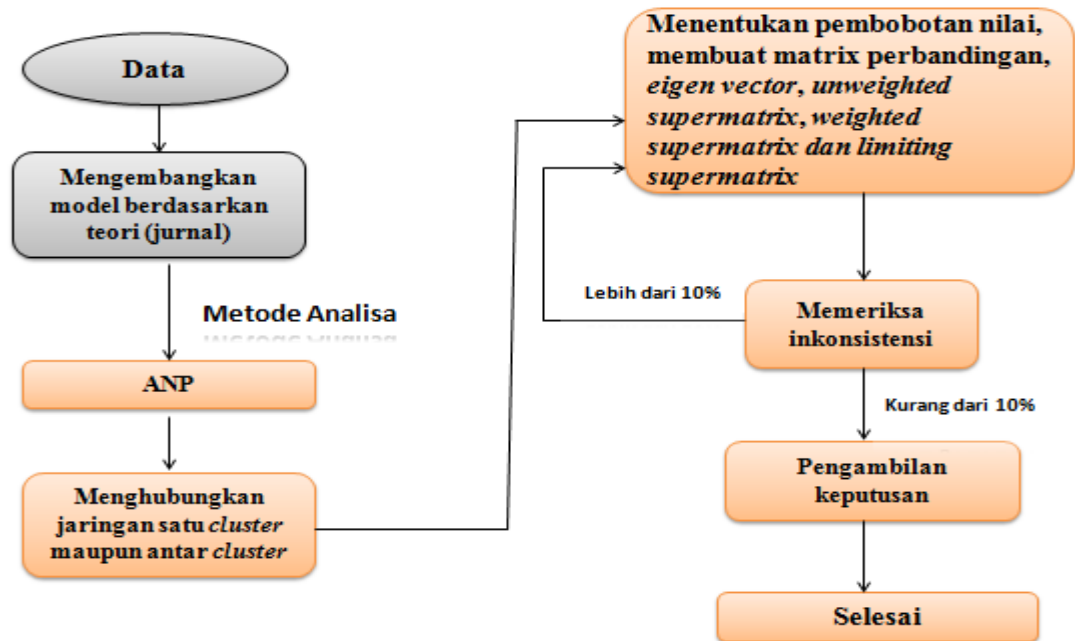 Data
Mengembangkan
model berdasarkan
teori (jurnal)
Metode Analisa
ANP
Menghubungkan
jaringan satu cluster
maupun antar cluster
Menentukan pembobotan nilai,
membuat matrix perbandingan,
eigen vector, unweighted
supermatrix, weighted
supermatrix dan limiting
supermatrix
Lebih dari 10%
Memeriksa
inkonsistensi
Kurang dari 10%
Pengambilan
keputusan
Selesai